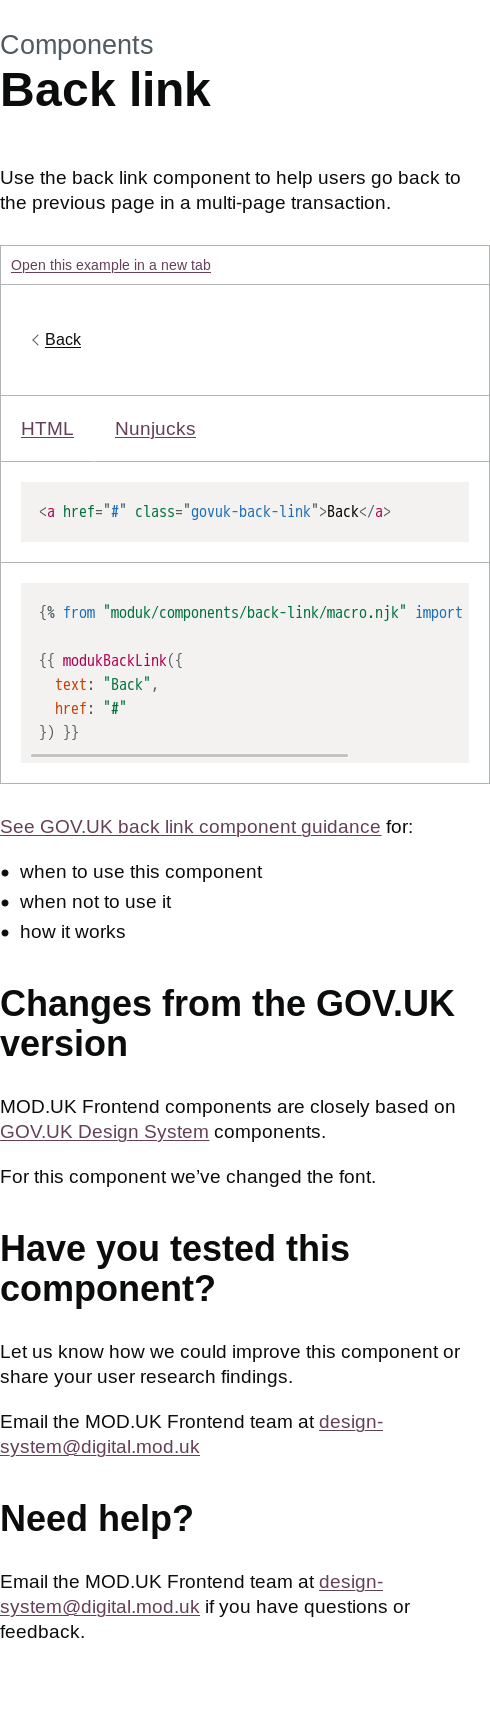 Components
Back link
Use the back link component to help users go back to
the previous page in a multi-page transaction.
Open this example in a new tab
Back
HTML Nunjucks
<a href="#" class="govuk-back-link">Back</a>
{% from "moduk/components/back-link/macro.njk" import
{{ modukBackLink({
  text: "Back",
  href: "#"
}) }}
See GOV.UK back link component guidance for:
• when to use this component
• when not to use it
• how it works
Changes from the GOV.UK
version
MOD.UK Frontend components are closely based on
GOV.UK Design System components.
For this component we’ve changed the font.
Have you tested this
component?
Let us know how we could improve this component or
share your user research findings.
Email the MOD.UK Frontend team at design-
system@digital.mod.uk
Need help?
Email the MOD.UK Frontend team at design-
system@digital.mod.uk if you have questions or
feedback.